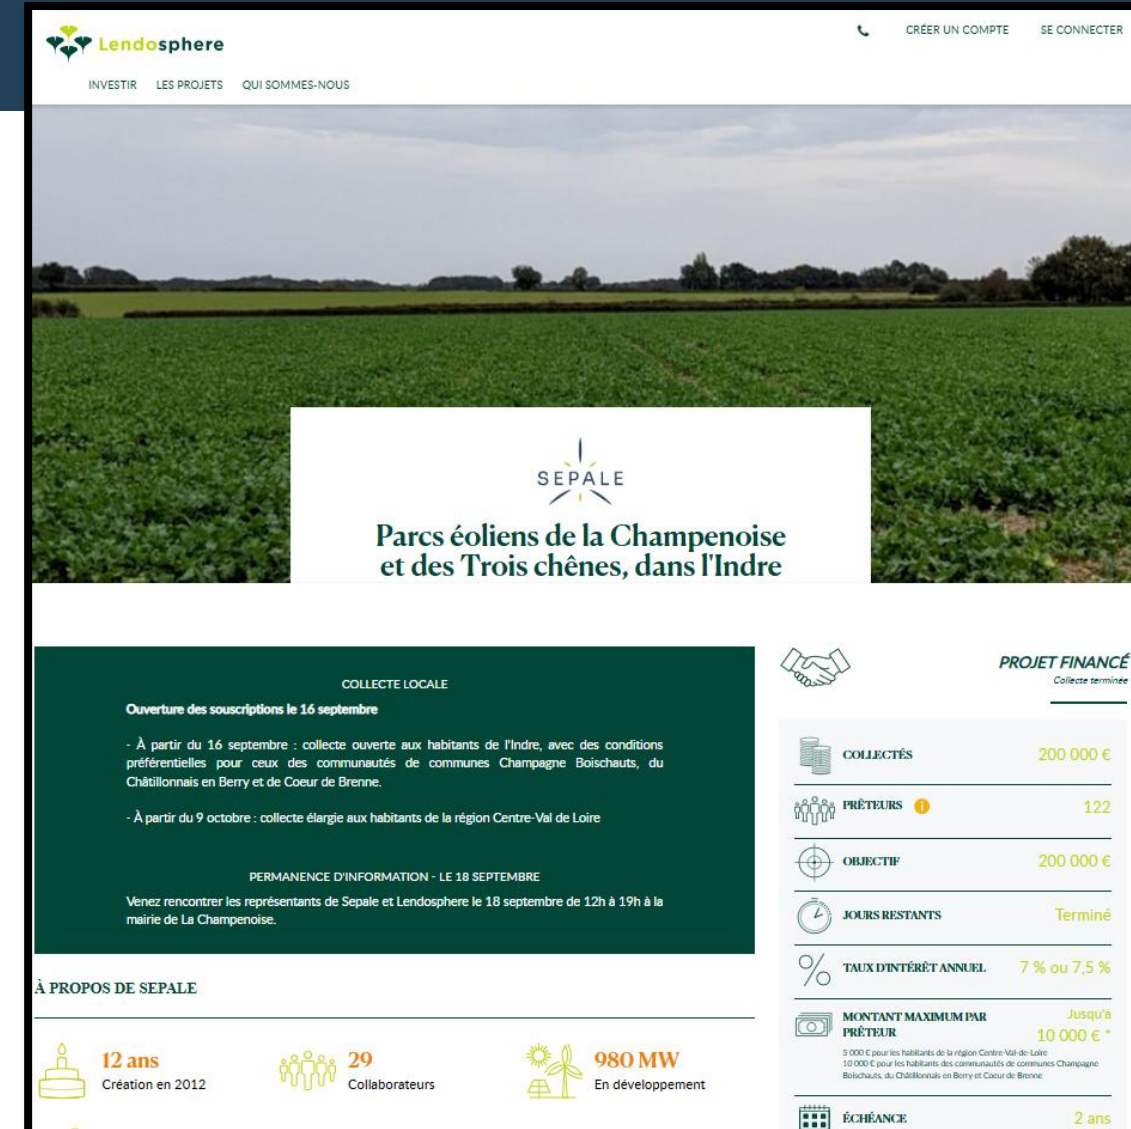 Lendosphere
CRÉER UN COMPTE
SE CONNECTER
INVESTIR
LES PROJETS
QUI SOMMES-NOUS
SEPALE
Parcs éoliens de la Champenoise
et des Trois chênes, dans l'Indre
COLLECTE LOCALE
Ouverture des souscriptions le 16 septembre
- À partir du 16 septembre : collecte ouverte aux habitants de l'Indre, avec des conditions
préférentielles pour ceux des communautés de communes Champagne Boischauts, du
Châtillonnais en Berry et de Coeur de Brenne.
- À partir du 9 octobre : collecte élargie aux habitants de la région Centre-Val de Loire
PERMANENCE D'INFORMATION - LE 18 SEPTEMBRE
Venez rencontrer les représentants de Sepale et Lendosphere le 18 septembre de 12h à 19h à la
mairie de La Champenoise.
À PROPOS DE SEPALE
12 ans
Création en 2012
29
Collaborateurs
980 MW
En développement
PROJET FINANCÉ
Collecte terminée
COLLECTÉS
200 000 €
PRÊTEURS
122
OBJECTIF
200 000 €
JOURS RESTANTS
Terminé
TAUX D'INTÉRÊT ANNUEL
7 % ou 7,5 %
MONTANT MAXIMUM PAR
PRÊTEUR
Jusqu'à
10 000 € *
5 000 € pour les habitants de la région Centre-Val-de-Loire
10 000 € pour les habitants des communautés de communes Champagne
Boischauts, du Châtillonnais en Berry et Coeur de Brenne
ÉCHÉANCE
2 ans